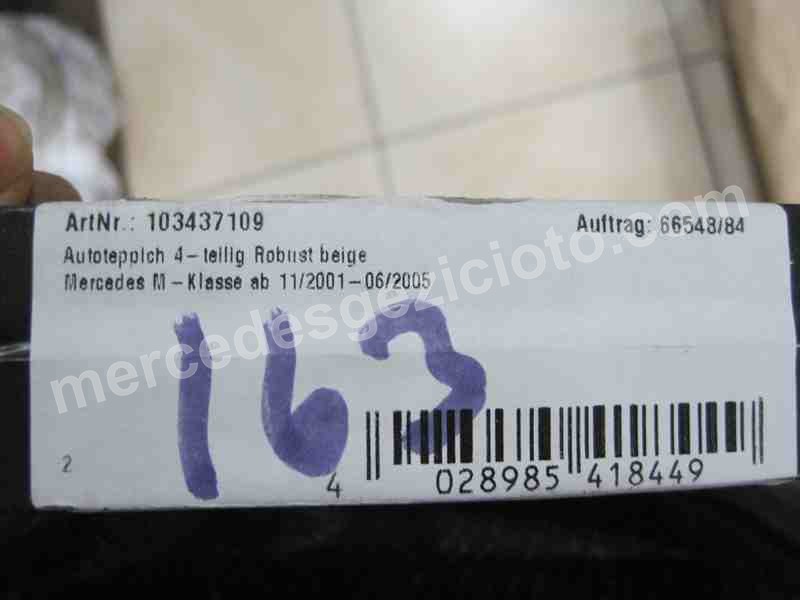 ArtNr.: 103437109
Auftrag: 66548/84
Autoteppich 4-teilig Robust beige
Mercedes M-Klasse ab 11/2001-06/2005
mercedesgezicioto.com
163
2
4 028985 418449